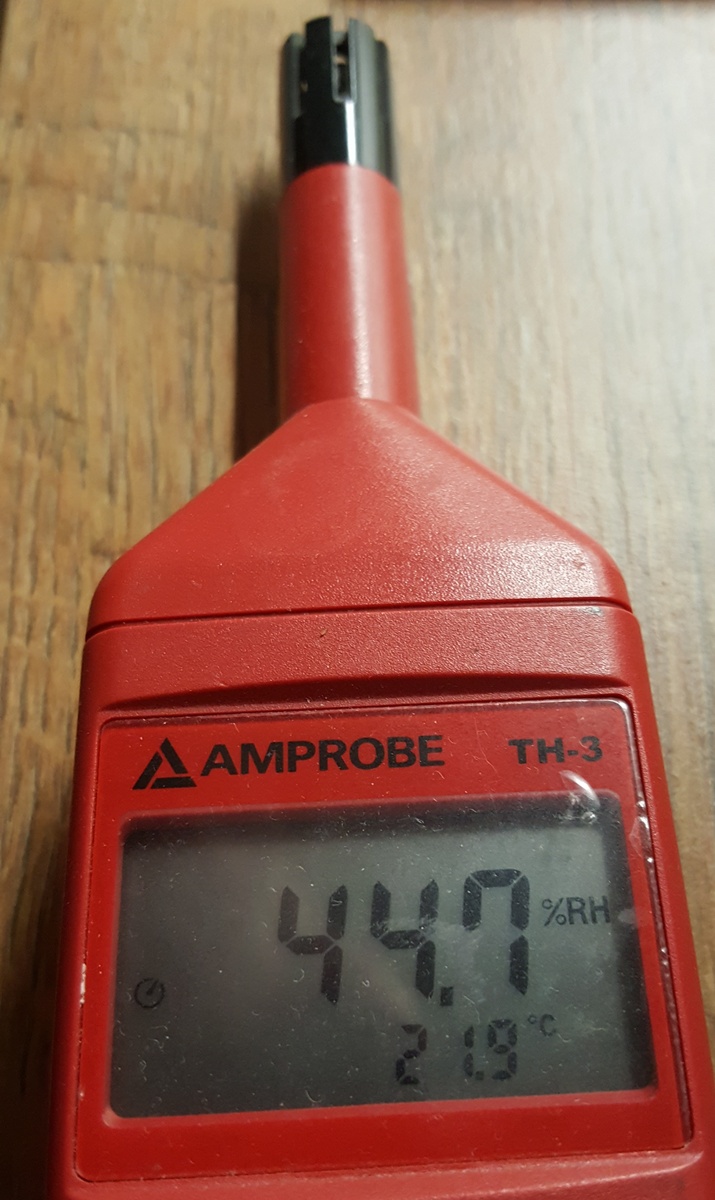 AMPROBE TH-3
44.7 %RH
21.9 °C